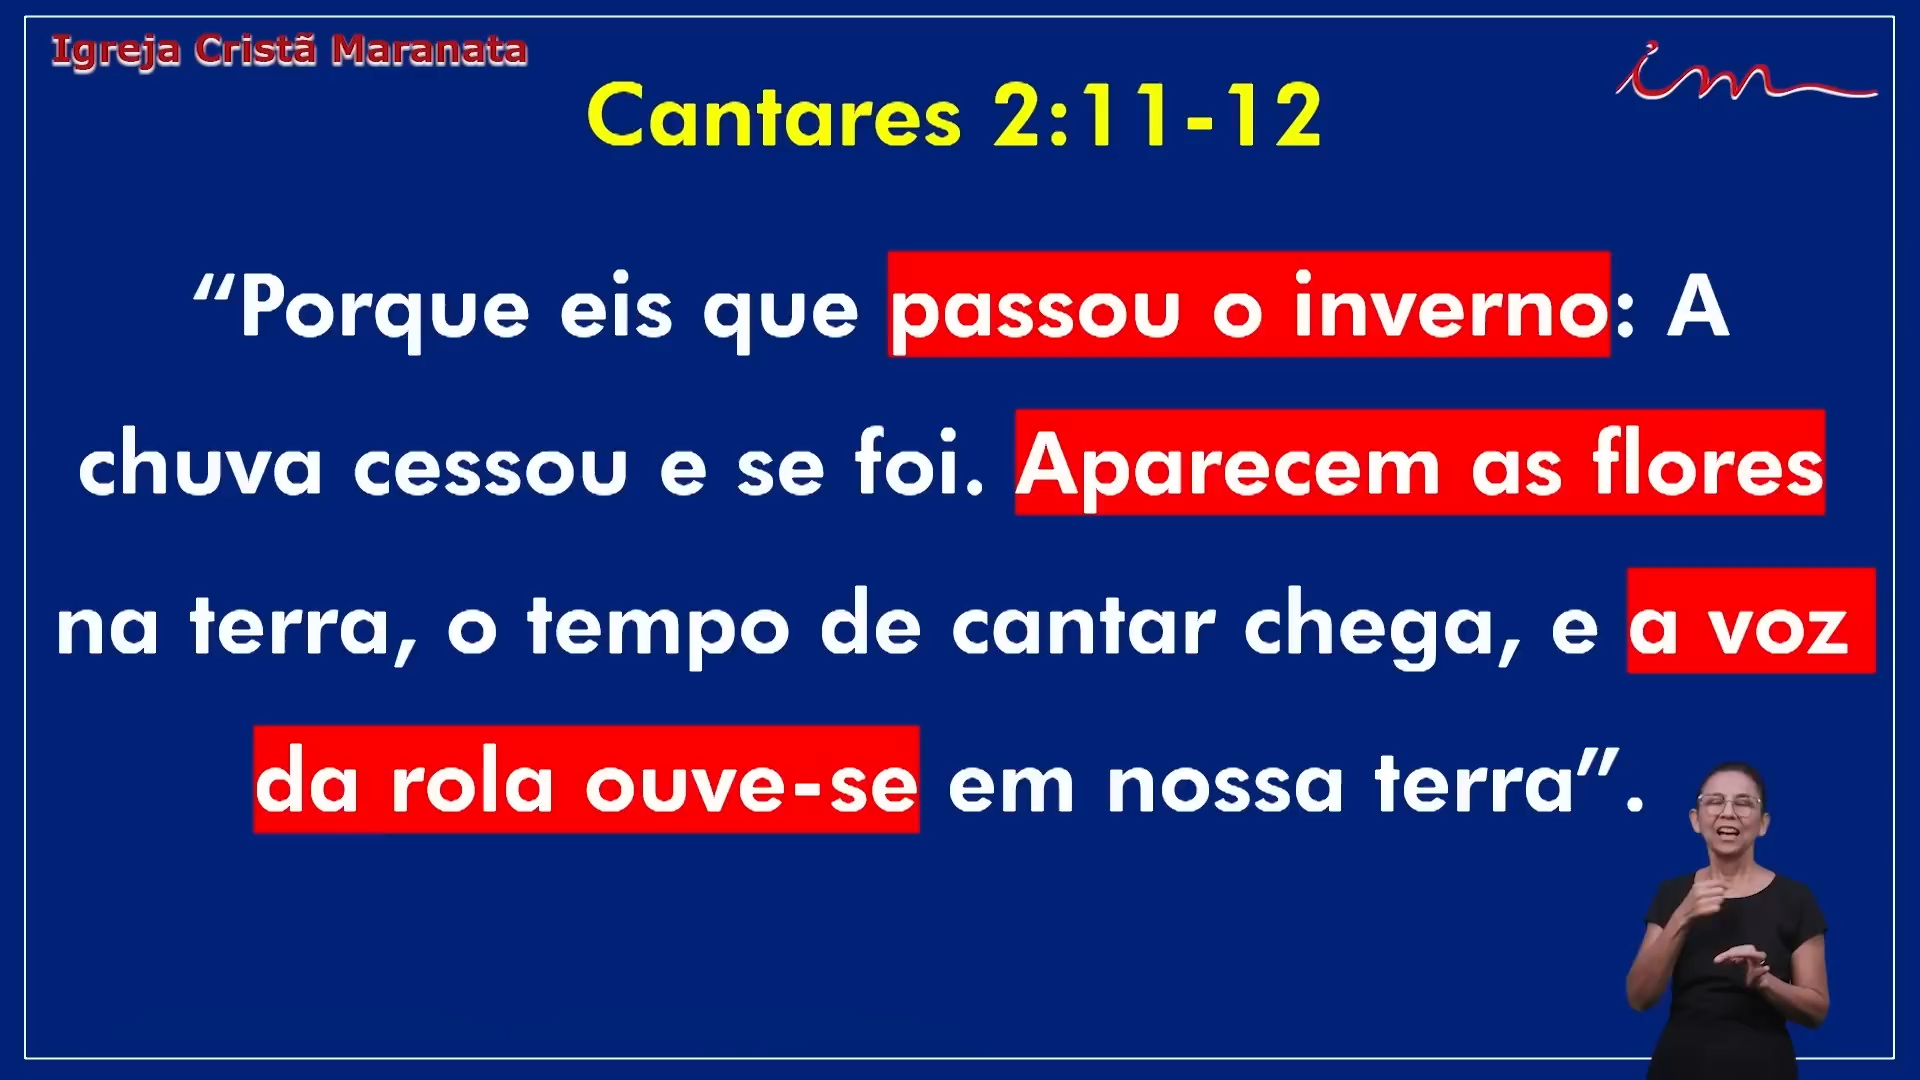 Igreja Cristã Maranata
im
Cantares 2:11-12
“Porque eis que passou o inverno: A
chuva cessou e se foi. Aparecem as flores
na terra, o tempo de cantar chega, e a voz
da rola ouve-se em nossa terra”.